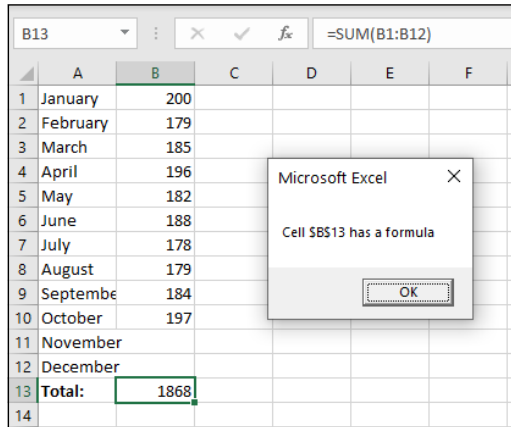 B13 fx =SUM(B1:B12)
A B C D E F
1 January 200
2 February 179
3 March 185
4 April 196
Microsoft Excel
5 May 182
6 June 188
Cell $B$13 has a formula
7 July 178
8 August 179
9 Septembe 184
OK
10 October 197
11 November
12 December
13 Total: 1868
14